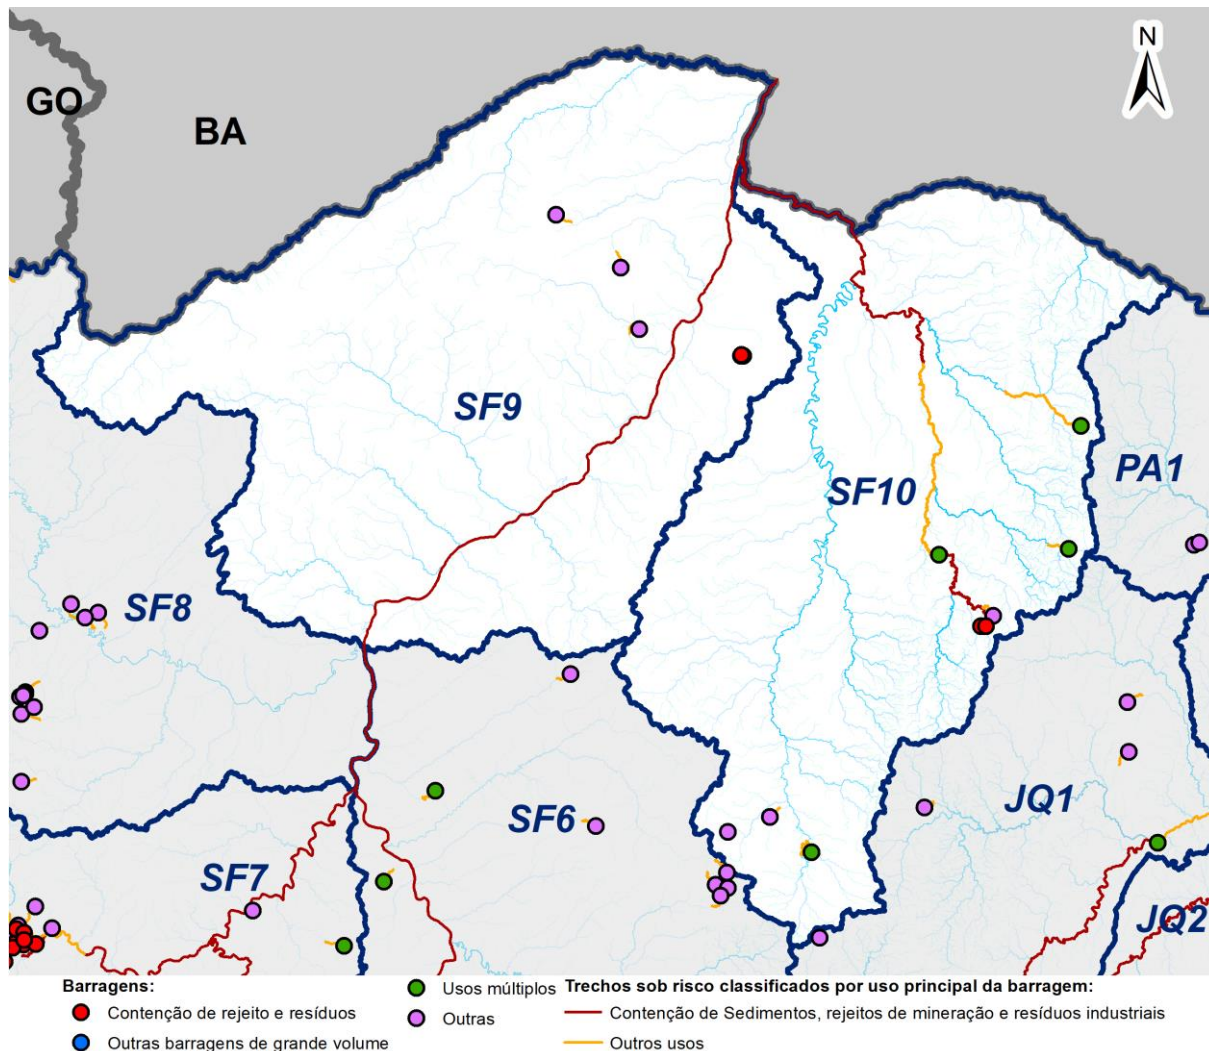 N
GO
BA
SF9
SF10
PA1
SF8
SF6
JQ1
SF7
JQ2
Barragens:
Contenção de rejeito e resíduos
Outras barragens de grande volume
Usos múltiplos
Outras
Trechos sob risco classificados por uso principal da barragem:
Contenção de Sedimentos, rejeitos de mineração e resíduos industriais
Outros usos